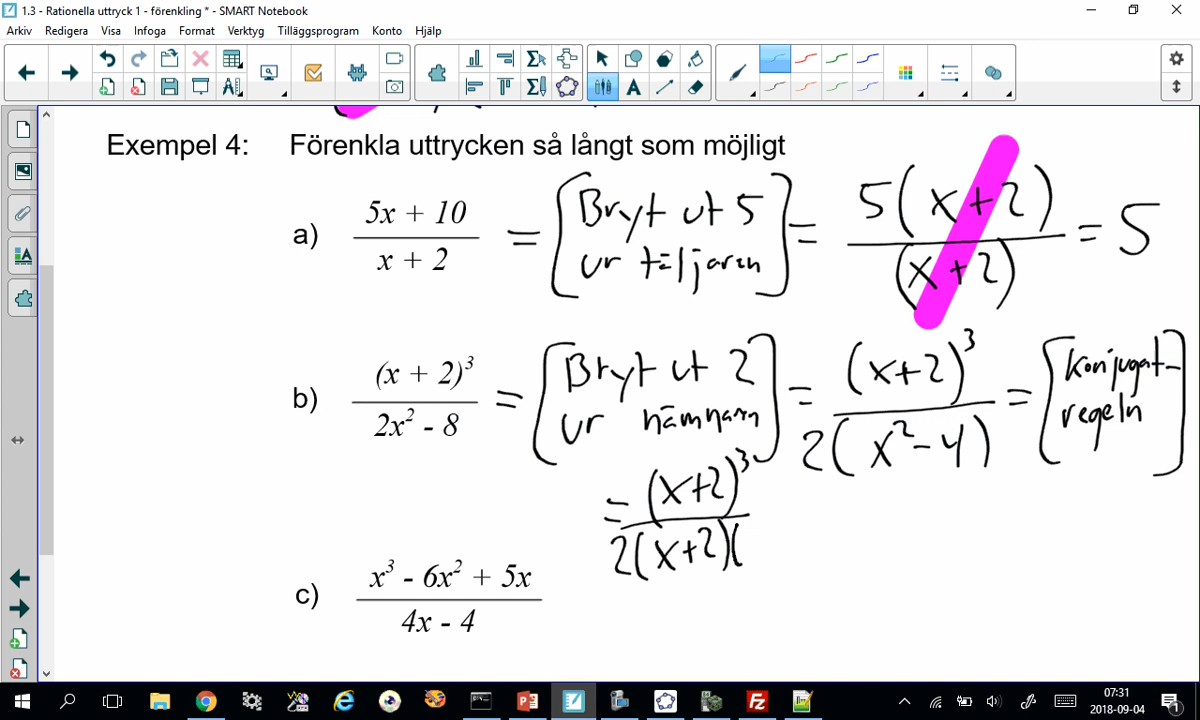 1.3 - Rationella uttryck 1 - förenkling * - SMART Notebook
Arkiv Redigera Visa Infoga Format Verktyg Tilläggsprogram Konto Hjälp
Exempel 4: Förenkla uttrycken så långt som möjligt
a) (5x + 10)/(x + 2) = [Bryt ut 5 ur täljaren] = 5(x+2)/(x+2) = 5
b) (x + 2)³/(2x² - 8) = [Bryt ut 2 ur nämnarn] = (x+2)³/2(x²-4) = [konjugat-regeln]
= (x+2)³/2(x+2)(
c) (x³ - 6x² + 5x)/(4x - 4)
07:31
2018-09-04